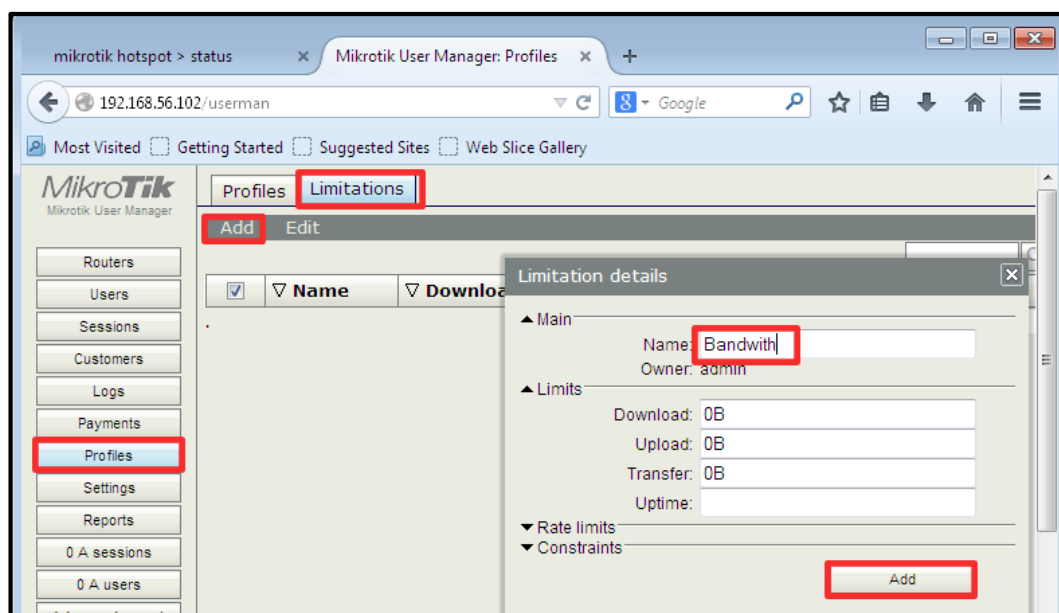 mikrotik hotspot > status
Mikrotik User Manager: Profiles
192.168.56.102/userman
Google
Most Visited Getting Started Suggested Sites Web Slice Gallery
MikroTik
Mikrotik User Manager
Profiles Limitations
Add Edit
Routers
Users
Sessions
Customers
Logs
Payments
Profiles
Settings
Reports
0 A sessions
0 A users
Name Downloa
Limitation details
Main
Name: Bandwith
Owner: admin
Limits
Download: 0B
Upload: 0B
Transfer: 0B
Uptime:
Rate limits
Constraints
Add